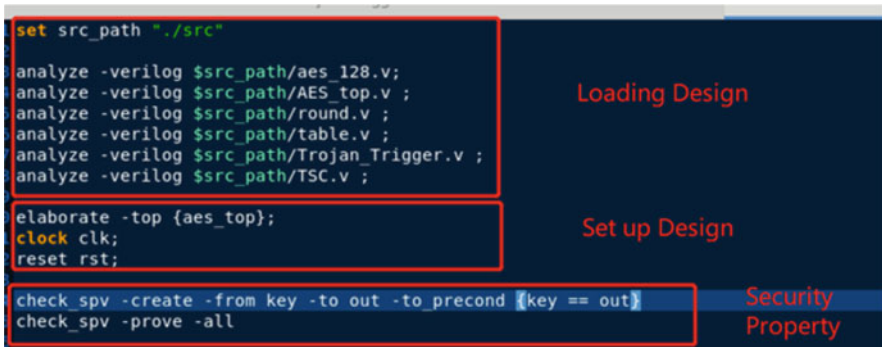 set src_path "./src"
analyze -verilog $src_path/aes_128.v;
analyze -verilog $src_path/AES_top.v ;
analyze -verilog $src_path/round.v ;
analyze -verilog $src_path/table.v ;
analyze -verilog $src_path/Trojan_Trigger.v ;
analyze -verilog $src_path/TSC.v ;
Loading Design
elaborate -top {aes_top};
clock clk;
reset rst;
Set up Design
check_spv -create -from key -to out -to_precond {key == out}
check_spv -prove -all
Security
Property